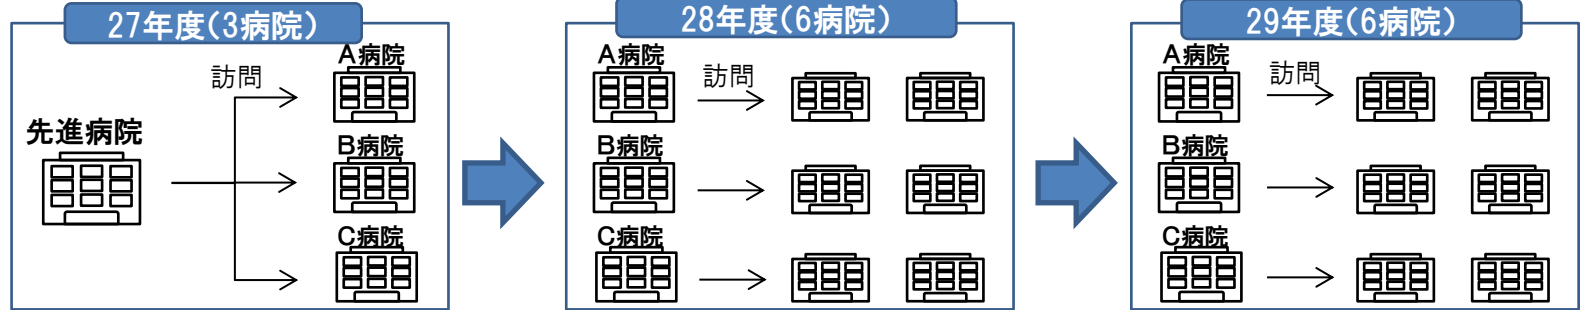 27年度(3病院)
訪問
先進病院
A病院
B病院
C病院
28年度(6病院)
A病院
訪問
B病院
C病院
29年度(6病院)
A病院
訪問
B病院
C病院